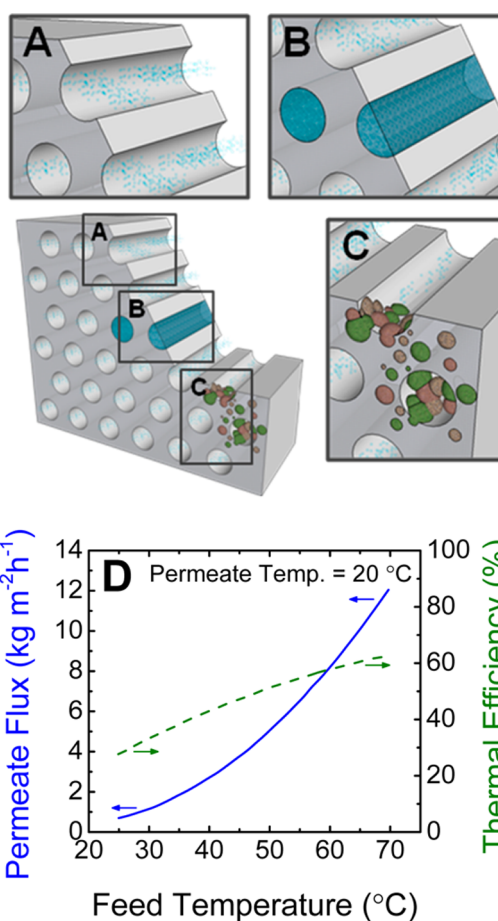 A
B
A
B
C
C
D
Permeate Temp. = 20 °C
Permeate Flux (kg m-2h-1)
14
12
10
8
6
4
2
0
100
80
60
40
20
0
Thermal Efficiency (%)
20
30
40
50
60
70
Feed Temperature (°C)